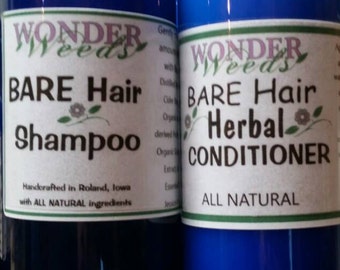 WONDER
Weeds
BARE Hair
Shampoo
Handcrafted in Roland, Iowa
with ALL NATURAL ingredients
WONDER
Weeds
BARE Hair
Herbal
CONDITIONER
ALL NATURAL